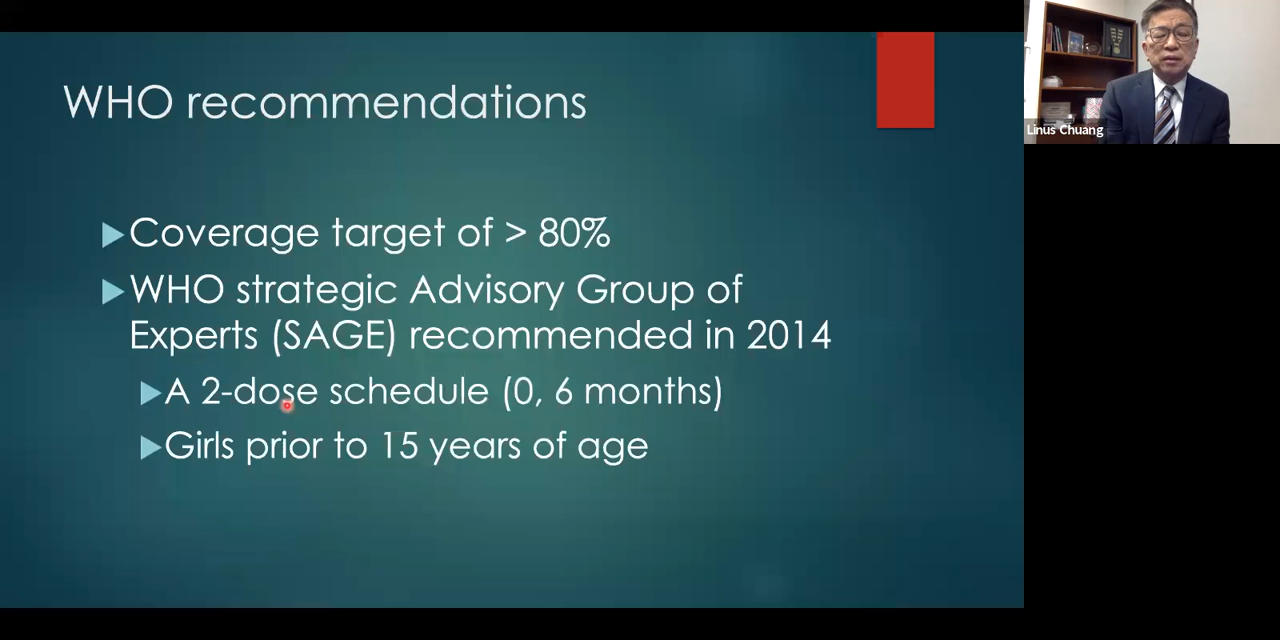 WHO recommendations
Coverage target of > 80%
WHO strategic Advisory Group of
Experts (SAGE) recommended in 2014
A 2-dose schedule (0, 6 months)
Girls prior to 15 years of age
Linus Chuang